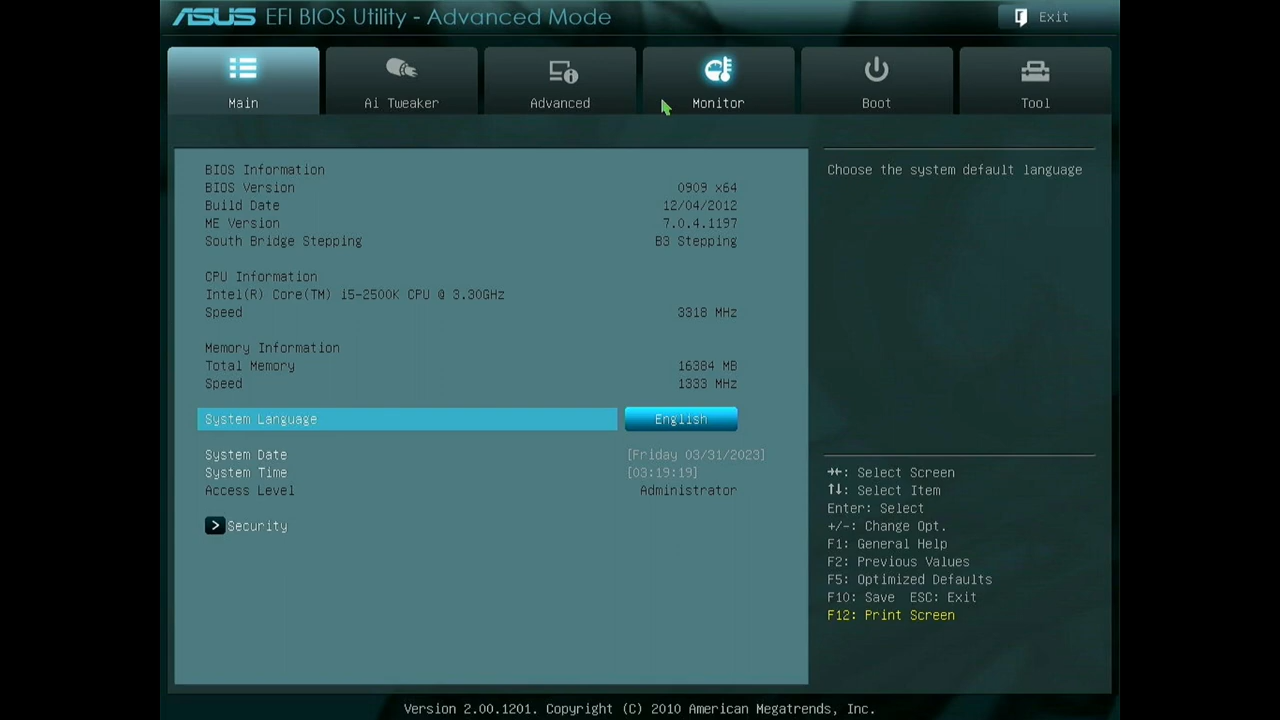 ASUS EFI BIOS Utility - Advanced Mode
Exit
Main
Ai Tweaker
Advanced
Monitor
Boot
Tool
BIOS Information
BIOS Version 0909 x64
Build Date 12/04/2012
ME Version 7.0.4.1197
South Bridge Stepping B3 Stepping
CPU Information
Intel(R) Core(TM) i5-2500K CPU @ 3.30GHz
Speed 3318 MHz
Memory Information
Total Memory 16384 MB
Speed 1333 MHz
System Language English
System Date [Friday 03/31/2023]
System Time [03:19:19]
Access Level Administrator
> Security
Choose the system default language
→←: Select Screen
↑↓: Select Item
Enter: Select
+/-: Change Opt.
F1: General Help
F2: Previous Values
F5: Optimized Defaults
F10: Save ESC: Exit
F12: Print Screen
Version 2.00.1201. Copyright (C) 2010 American Megatrends, Inc.